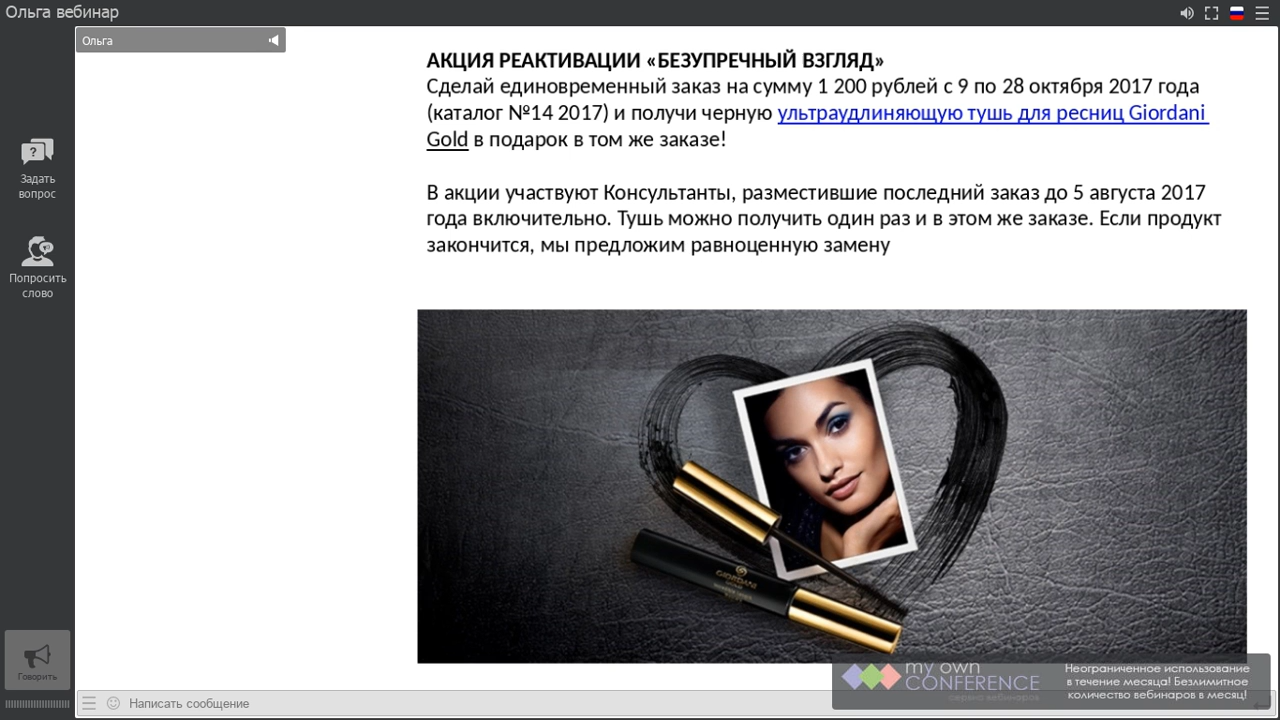 Ольга вебинар
Ольга
АКЦИЯ РЕАКТИВАЦИИ «БЕЗУПРЕЧНЫЙ ВЗГЛЯД»
Сделай единовременный заказ на сумму 1 200 рублей с 9 по 28 октября 2017 года
(каталог №14 2017) и получи черную ультраудлиняющую тушь для ресниц Giordani
Gold в подарок в том же заказе!
В акции участвуют Консультанты, разместившие последний заказ до 5 августа 2017
года включительно. Тушь можно получить один раз и в этом же заказе. Если продукт
закончится, мы предложим равноценную замену
Задать
вопрос
Попросить
слово
GIORDANI
Говорить
Написать сообщение
my own
CONFERENCE
сервис вебинаров
Неограниченное использование
в течение месяца! Безлимитное
количество вебинаров в месяц!